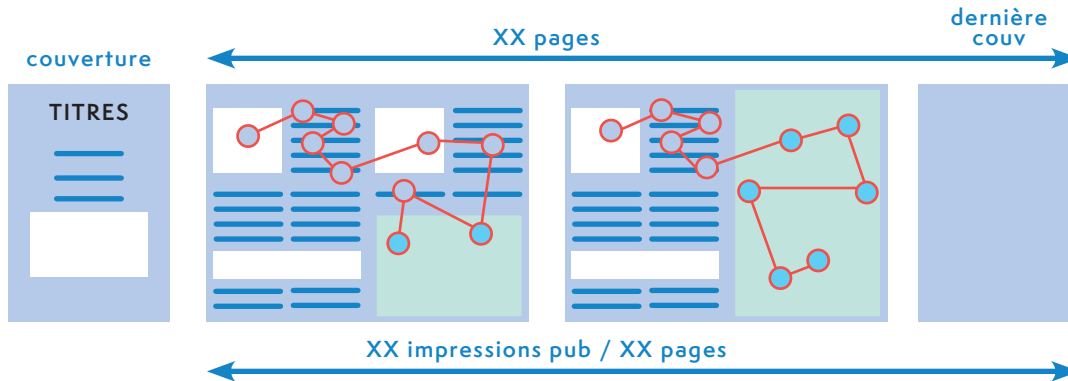 couverture
XX pages
dernière
couv
TITRES
XX impressions pub / XX pages